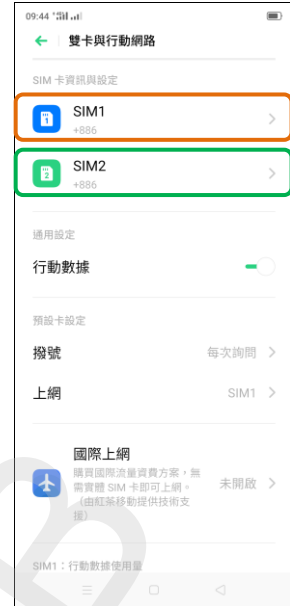 09:44
雙卡與行動網路
SIM 卡資訊與設定
SIM1
+886
SIM2
+886
通用設定
行動數據
預設卡設定
撥號 每次詢問
上網 SIM1
國際上網
購買國際流量資費方案，無
需實體 SIM 卡即可上網。
（由紅茶移動提供技術支
援）
未開啟
SIM1：行動數據使用量